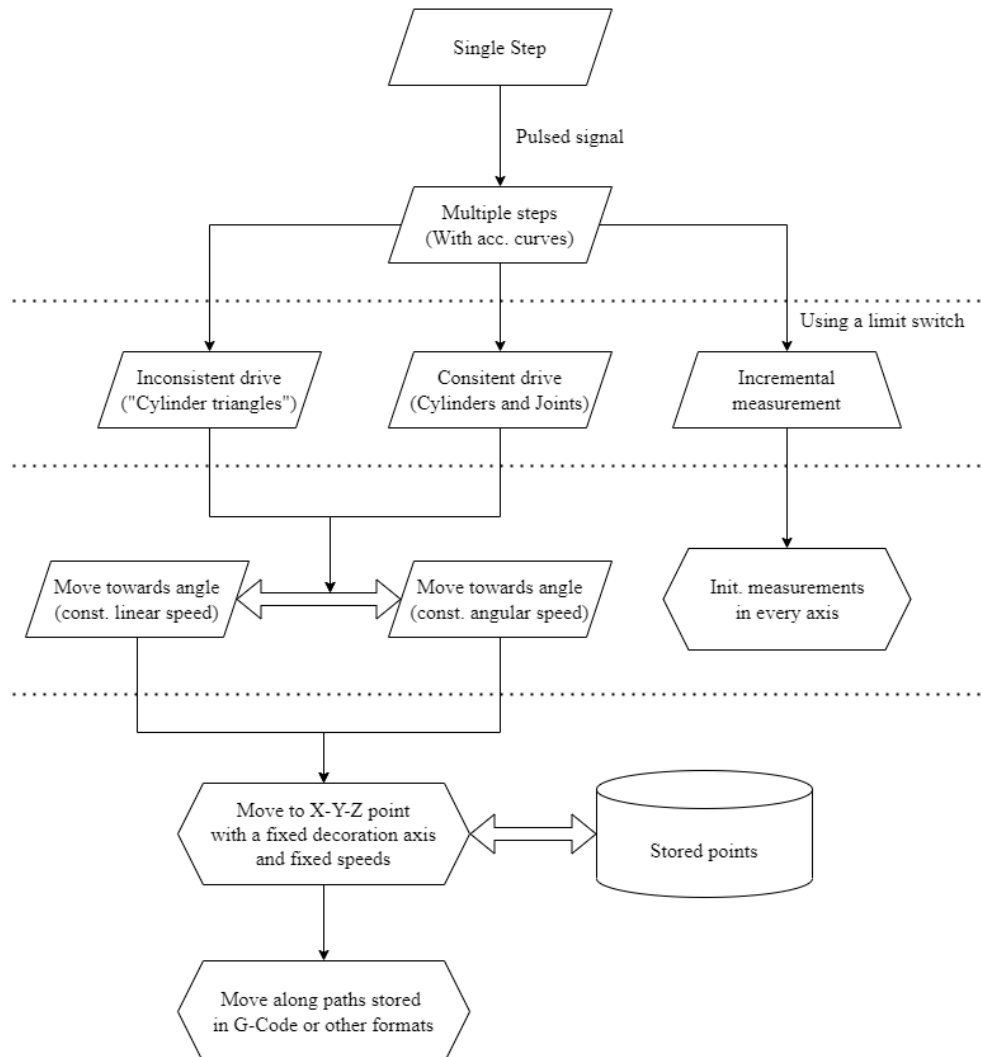 Single Step
Pulsed signal
Multiple steps
(With acc. curves)
Using a limit switch
Inconsistent drive
("Cylinder triangles")
Consitent drive
(Cylinders and Joints)
Incremental
measurement
Move towards angle
(const. linear speed)
Move towards angle
(const. angular speed)
Init. measurements
in every axis
Move to X-Y-Z point
with a fixed decoration axis
and fixed speeds
Stored points
Move along paths stored
in G-Code or other formats